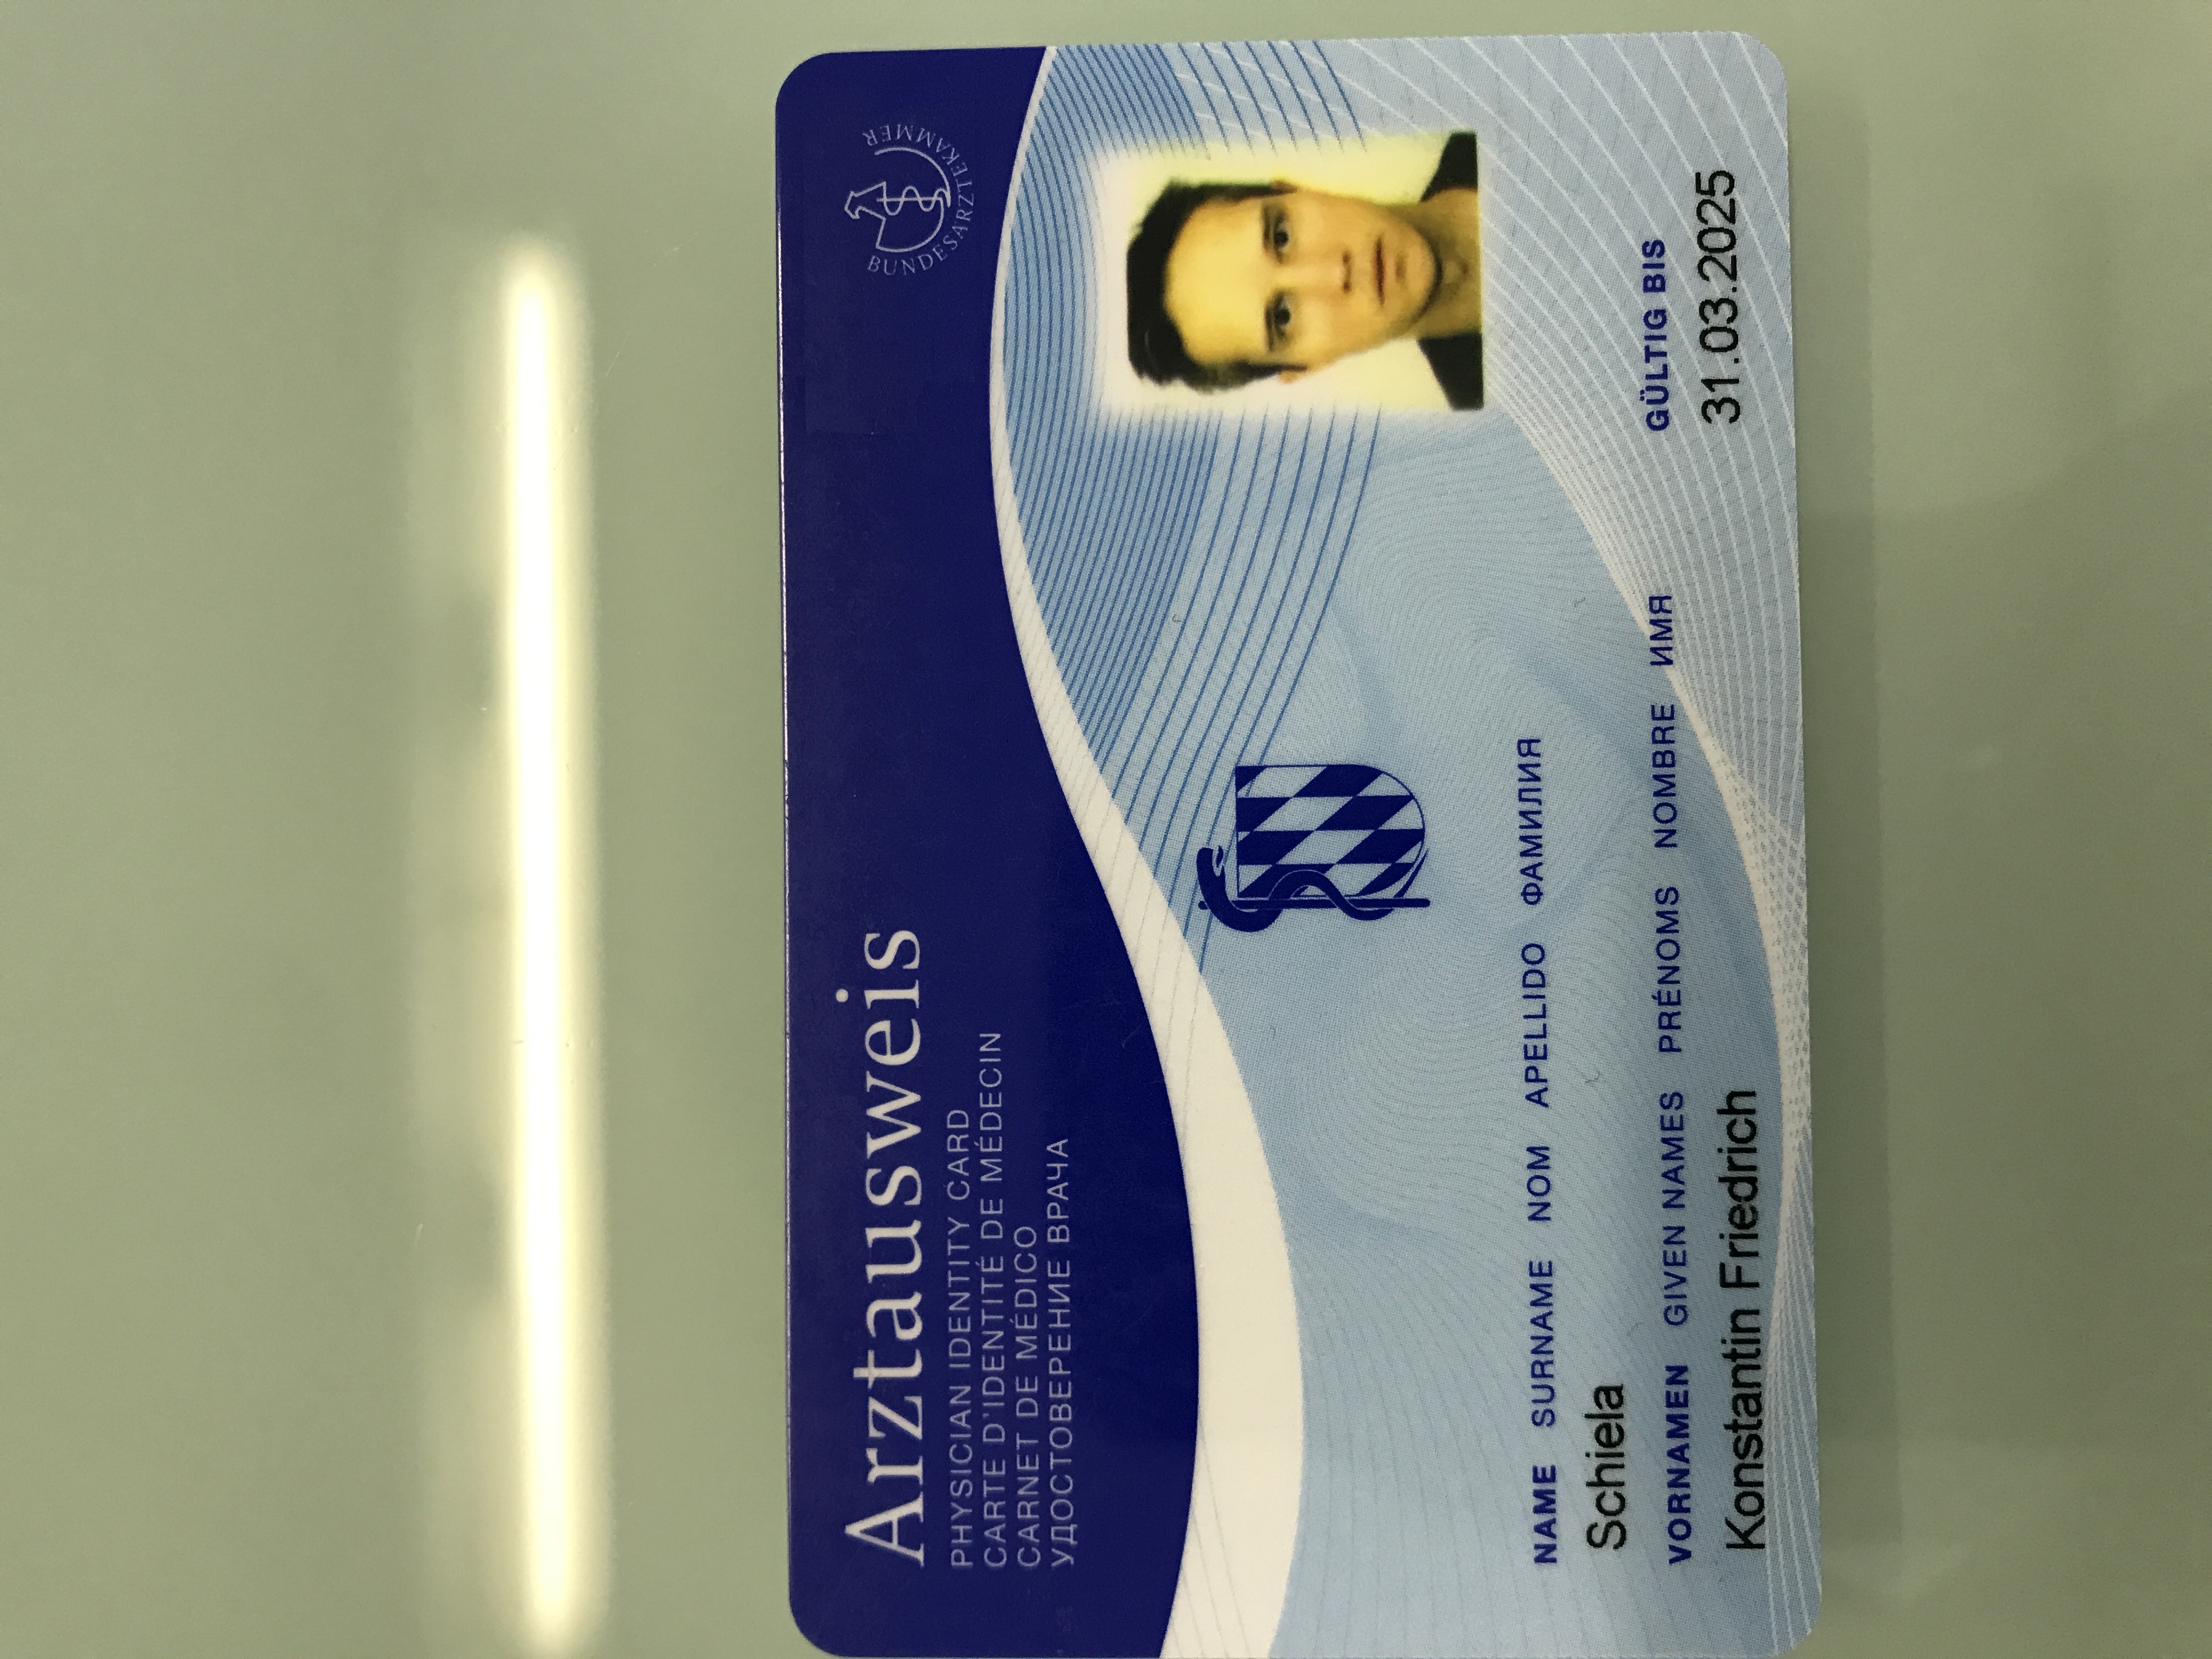 Arztausweis
PHYSICIAN IDENTITY CARD
CARTE D'IDENTITÉ DE MÉDECIN
CARNET DE MÉDICO
УДОСТОВЕРЕНИЕ ВРАЧА
BUNDESÄRZTEKAMMER
NAME SURNAME NOM APELLIDO ФАМИЛИЯ
Schiela
VORNAMEN GIVEN NAMES PRÉNOMS NOMBRE ИМЯ
Konstantin Friedrich
GÜLTIG BIS
31.03.2025